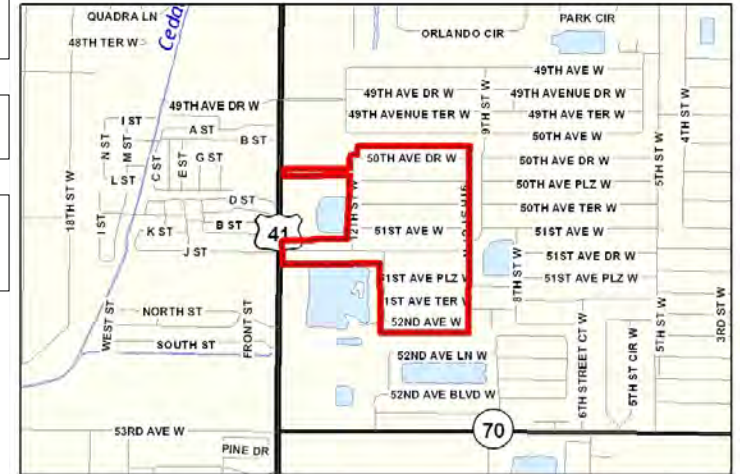 QUADRA LN
48TH TER W
Ceda
ORLANDO CIR
PARK CIR
49TH AVE W
49TH AVE DR W
49TH AVENUE DR W
49TH AVENUE TER W
49TH AVE TER W
9TH ST W
5TH ST W
4TH ST W
49TH AVE DR W
I ST
A ST
B ST
N ST
M ST
C ST
E ST
G ST
L ST
18TH ST W
I ST
D ST
K ST
B ST
J ST
41
50TH AVE W
50TH AVE DR W
50TH AVE DR W
50TH AVE PLZ W
50TH AVE TER W
12TH ST W
51ST AVE W
51ST AVE W
51ST AVE DR W
51ST AVE PLZ W
8TH ST W
1ST AVE PLZ W
1ST AVE TER W
52ND AVE W
NORTH ST
SOUTH ST
WEST ST
FRONT ST
52ND AVE LN W
52ND AVE BLVD W
6TH STREET CT W
5TH ST CIR W
5TH ST W
3RD ST W
53RD AVE W
PINE DR
70